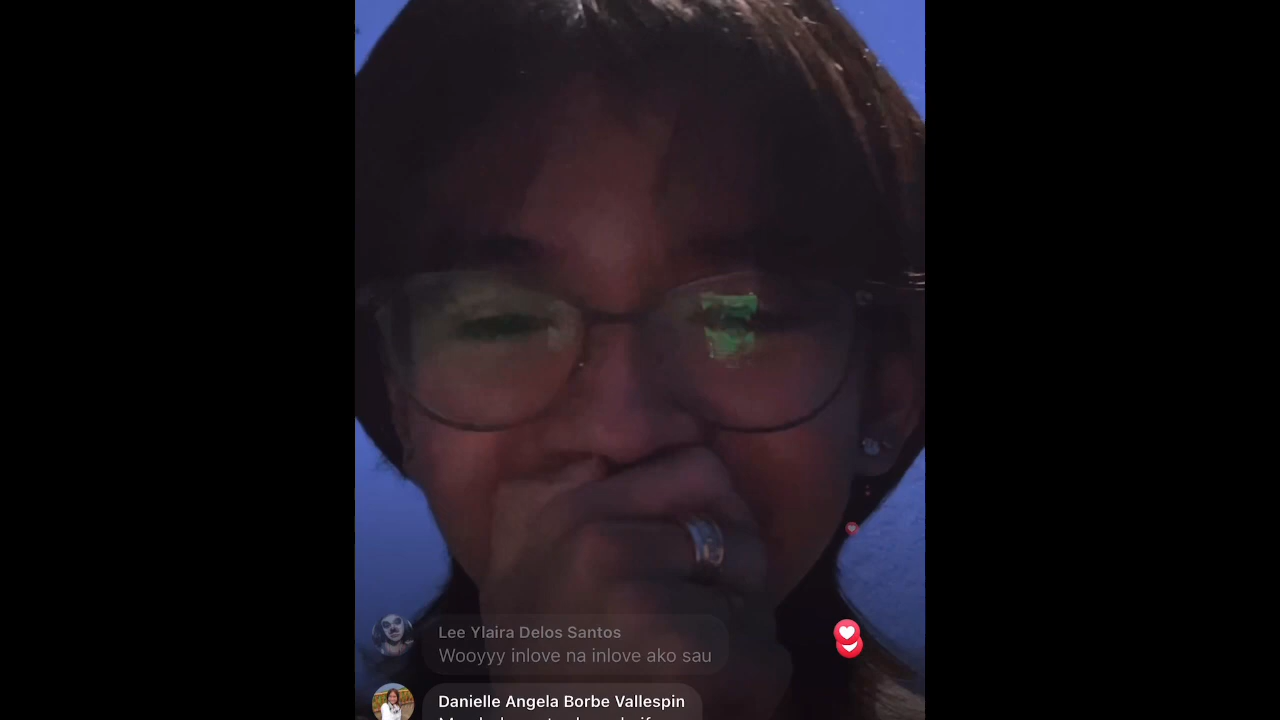 Lee Ylaira Delos Santos
Wooyyy inlove na inlove ako sau
Danielle Angela Borbe Vallespin